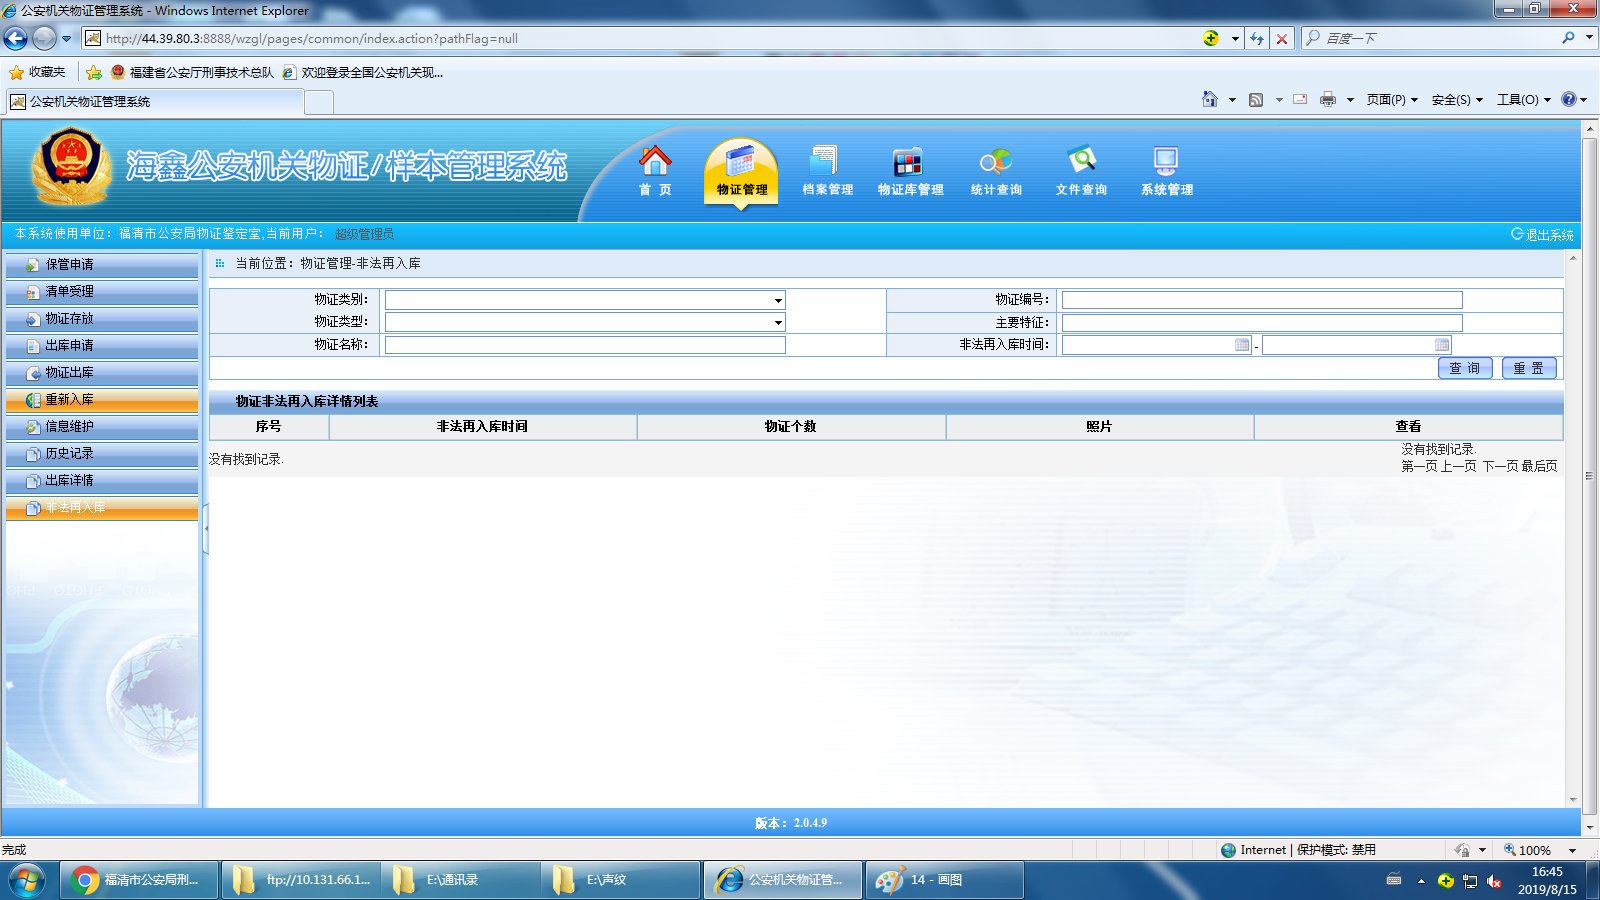 公安机关物证管理系统 - Windows Internet Explorer
http://44.39.80.3:8888/wzgl/pages/common/index.action?pathFlag=null
百度一下
收藏夹 福建省公安厅刑事技术总队 欢迎登录全国公安机关现...
公安机关物证管理系统
页面(P) 安全(S) 工具(O)
海鑫公安机关物证/样本管理系统
首 页 物证管理 档案管理 物证库管理 统计查询 文件查询 系统管理
本系统使用单位：福清市公安局物证鉴定室,当前用户： 超级管理员
退出系统
保管申请
清单受理
物证存放
出库申请
物证出库
重新入库
信息维护
历史记录
出库详情
非法再入库
当前位置：物证管理-非法再入库
物证类别： 物证编号：
物证类型： 主要特征：
物证名称： 非法再入库时间： -
查 询 重 置
物证非法再入库详情列表
序号 非法再入库时间 物证个数 照片 查看
没有找到记录.
没有找到记录.
第一页 上一页 下一页 最后页
版本：2.0.4.9
完成
Internet | 保护模式: 禁用
100%
福清市公安局刑...
ftp://10.131.66.1...
E:\通讯录
E:\声纹
公安机关物证管...
14 - 画图
16:45
2019/8/15